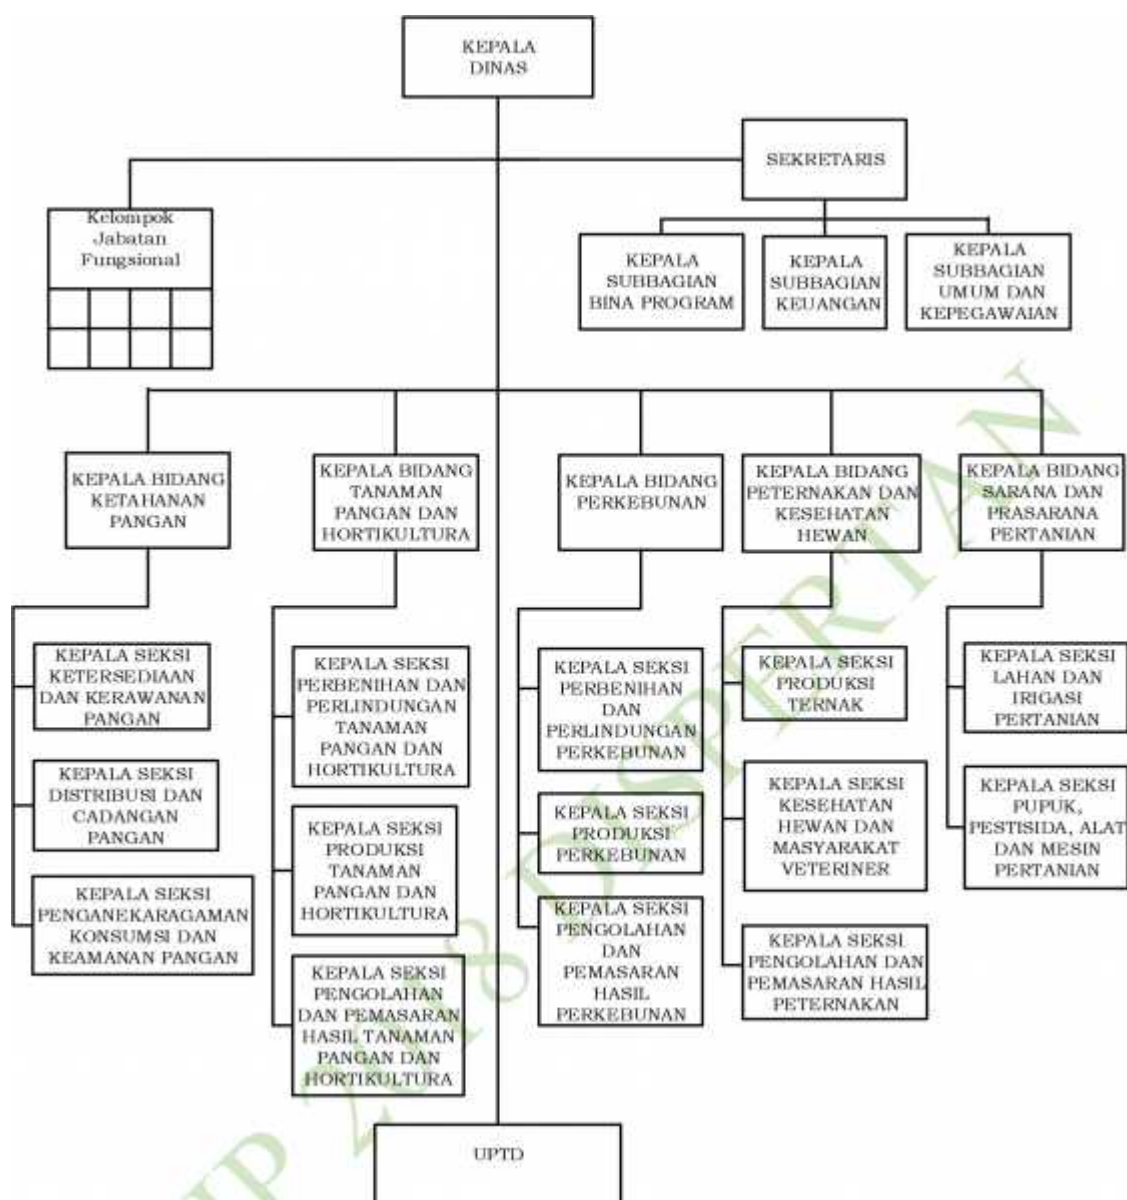 KEPALA
DINAS
SEKRETARIS
Kelompok
Jabatan
Fungsional
KEPALA
SUBBAGIAN
BINA PROGRAM
KEPALA
SUBBAGIAN
KEUANGAN
KEPALA
SUBBAGIAN
UMUM DAN
KEPEGAWAIAN
KEPALA BIDANG
KETAHANAN
PANGAN
KEPALA BIDANG
TANAMAN
PANGAN DAN
HORTIKULTURA
KEPALA BIDANG
PERKEBUNAN
KEPALA BIDANG
PETERNAKAN DAN
KESEHATAN
HEWAN
KEPALA BIDANG
SARANA DAN
PRASARANA
PERTANIAN
KEPALA SEKSI
KETERSEDIAAN
DAN KERAWANAN
PANGAN
KEPALA SEKSI
DISTRIBUSI DAN
CADANGAN
PANGAN
KEPALA SEKSI
PENGANEKARAGAMAN
KONSUMSI DAN
KEAMANAN PANGAN
KEPALA SEKSI
PERBENIHAN DAN
PERLINDUNGAN
TANAMAN
PANGAN DAN
HORTIKULTURA
KEPALA SEKSI
PRODUKSI
TANAMAN
PANGAN DAN
HORTIKULTURA
KEPALA SEKSI
PENGOLAHAN
DAN PEMASARAN
HASIL TANAMAN
PANGAN DAN
HORTIKULTURA
KEPALA SEKSI
PERBENIHAN
DAN
PERLINDUNGAN
PERKEBUNAN
KEPALA SEKSI
PRODUKSI
PERKEBUNAN
KEPALA SEKSI
PENGOLAHAN
DAN
PEMASARAN
HASIL
PERKEBUNAN
KEPALA SEKSI
PRODUKSI
TERNAK
KEPALA SEKSI
KESEHATAN
HEWAN DAN
MASYARAKAT
VETERINER
KEPALA SEKSI
PENGOLAHAN DAN
PEMASARAN HASIL
PETERNAKAN
KEPALA SEKSI
LAHAN DAN
IRIGASI
PERTANIAN
KEPALA SEKSI
PUPUK,
PESTISIDA, ALAT
DAN MESIN
PERTANIAN
UPTD
2018 DISPERTAN